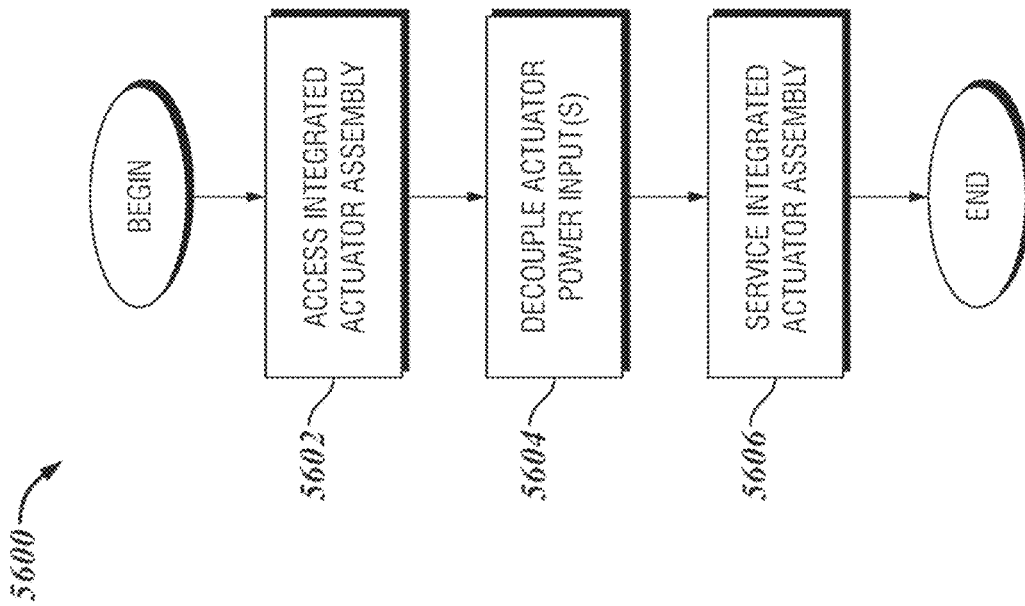 5600
BEGIN
5602
ACCESS INTEGRATED
ACTUATOR ASSEMBLY
5604
DECOUPLE ACTUATOR
POWER INPUT(S)
5606
SERVICE INTEGRATED
ACTUATOR ASSEMBLY
END